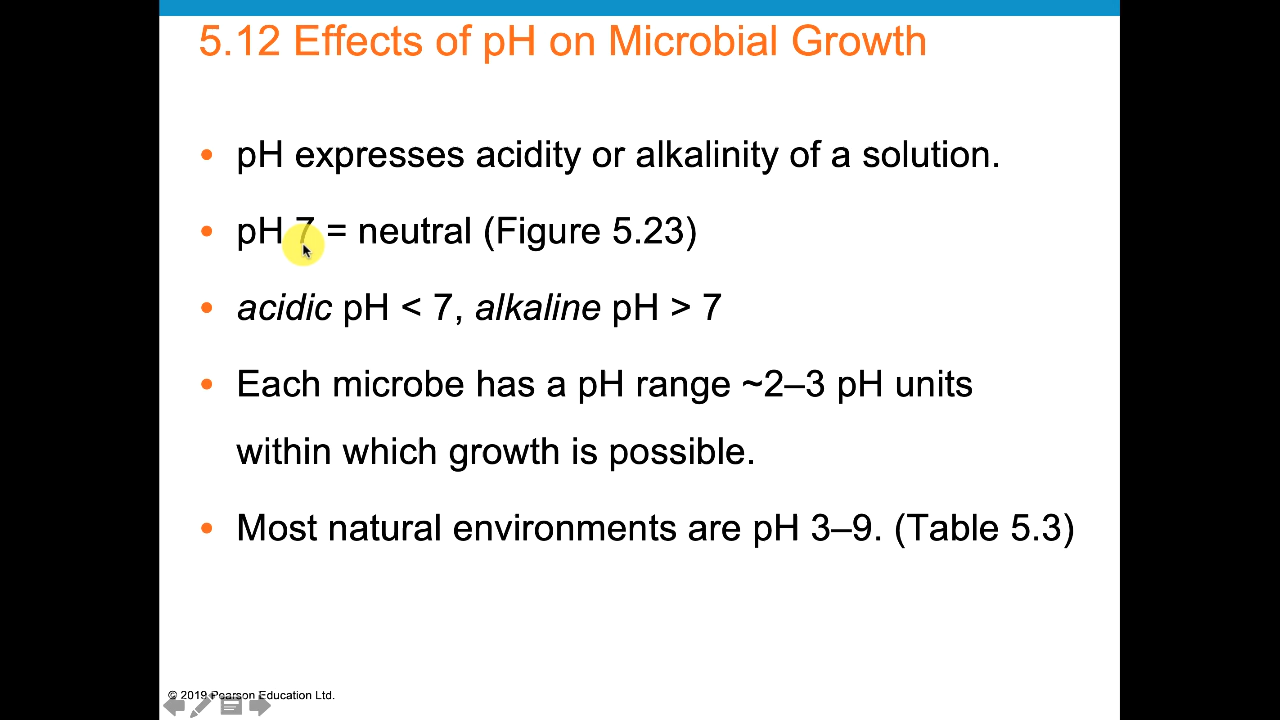 5.12 Effects of pH on Microbial Growth
• pH expresses acidity or alkalinity of a solution.
• pH 7 = neutral (Figure 5.23)
• acidic pH < 7, alkaline pH > 7
• Each microbe has a pH range ~2–3 pH units
within which growth is possible.
• Most natural environments are pH 3–9. (Table 5.3)
© 2019 Pearson Education Ltd.